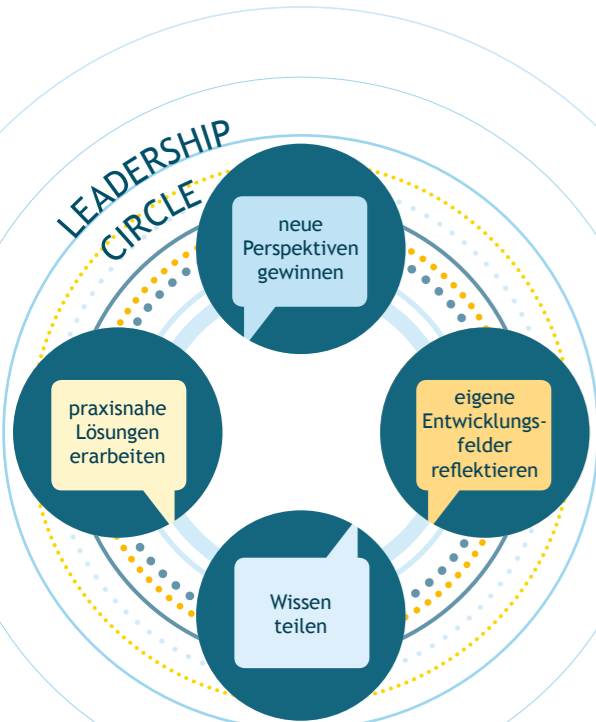 LEADERSHIP
CIRCLE
neue
Perspektiven
gewinnen
praxisnahe
Lösungen
erarbeiten
eigene
Entwicklungs-
felder
reflektieren
Wissen
teilen